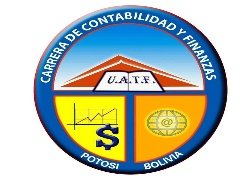 CARRERA DE CONTABILIDAD Y FINANZAS
U.A.T.F.
$
@
POTOSI BOLIVIA